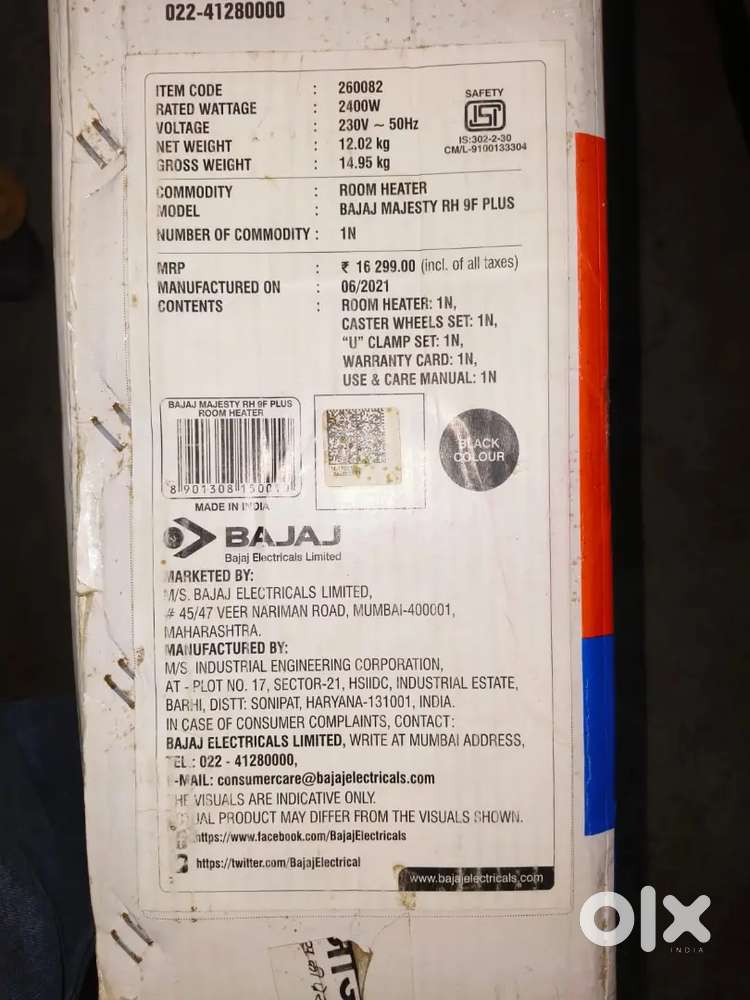 022-41280000
ITEM CODE : 260082
RATED WATTAGE : 2400W
VOLTAGE : 230V ~ 50Hz
NET WEIGHT : 12.02 kg
GROSS WEIGHT : 14.95 kg
SAFETY
ISI
IS:302-2-30
CM/L-9100133304
COMMODITY : ROOM HEATER
MODEL : BAJAJ MAJESTY RH 9F PLUS
NUMBER OF COMMODITY : 1N
MRP : ₹ 16 299.00 (incl. of all taxes)
MANUFACTURED ON : 06/2021
CONTENTS : ROOM HEATER: 1N,
CASTER WHEELS SET: 1N,
"U" CLAMP SET: 1N,
WARRANTY CARD: 1N,
USE & CARE MANUAL: 1N
BAJAJ MAJESTY RH 9F PLUS
ROOM HEATER
MADE IN INDIA
BLACK
COLOUR
BAJAJ
Bajaj Electricals Limited
MARKETED BY:
M/S. BAJAJ ELECTRICALS LIMITED,
# 45/47 VEER NARIMAN ROAD, MUMBAI-400001,
MAHARASHTRA.
MANUFACTURED BY:
M/S. INDUSTRIAL ENGINEERING CORPORATION,
AT - PLOT NO. 17, SECTOR-21, HSIIDC, INDUSTRIAL ESTATE,
BARHI, DISTT: SONIPAT, HARYANA-131001, INDIA.
IN CASE OF CONSUMER COMPLAINTS, CONTACT:
BAJAJ ELECTRICALS LIMITED, WRITE AT MUMBAI ADDRESS,
TEL.: 022 - 41280000,
E-MAIL: consumercare@bajajelectricals.com
THE VISUALS ARE INDICATIVE ONLY.
PRODUCT MAY DIFFER FROM THE VISUALS SHOWN.
https://www.facebook.com/BajajElectricals
https://twitter.com/BajajElectrical
www.bajajelectricals.com
olx
INDIA